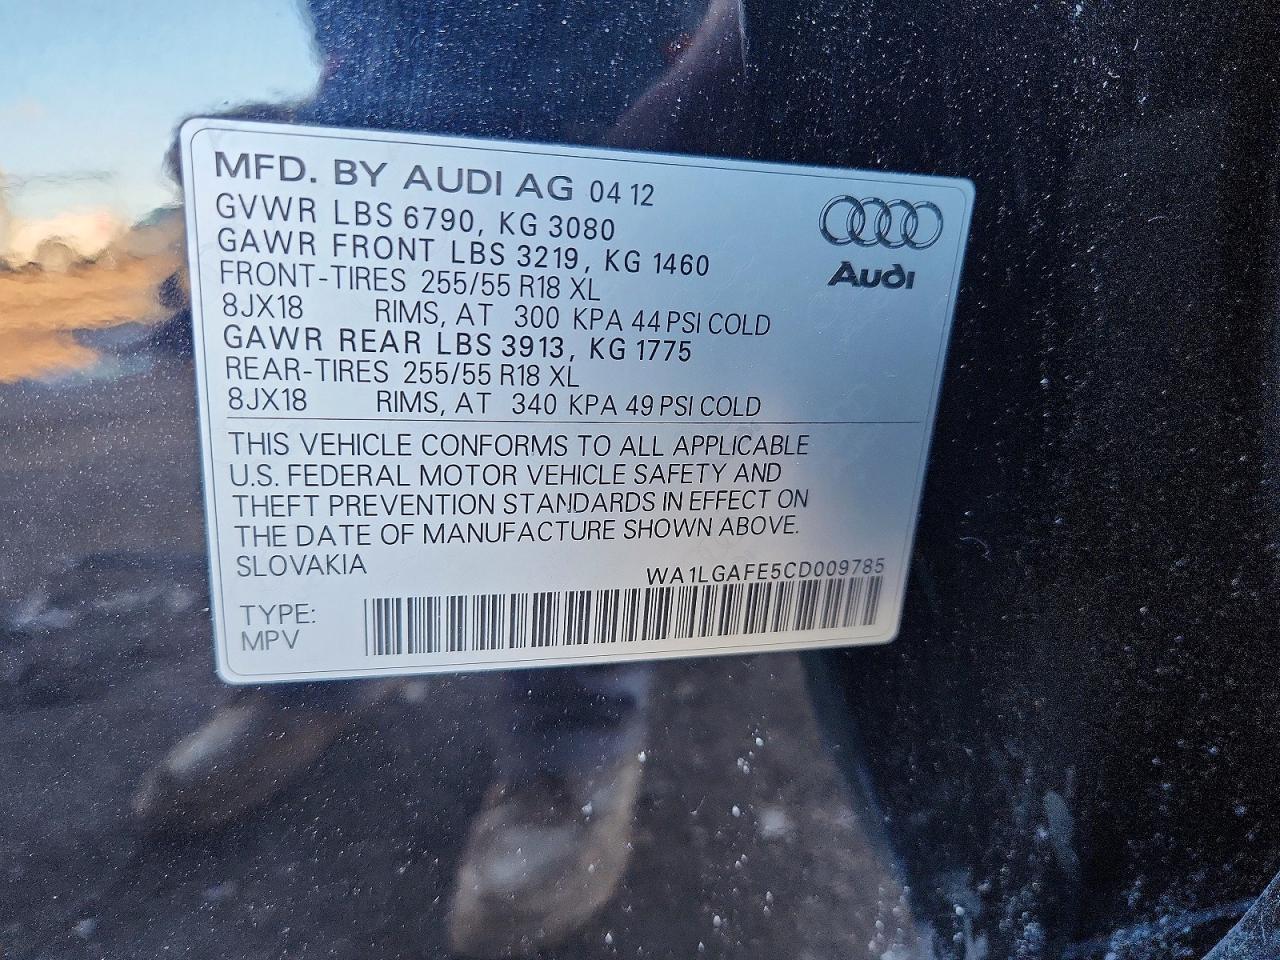 MFD. BY AUDI AG 04 12
GVWR LBS 6790, KG 3080
GAWR FRONT LBS 3219, KG 1460
FRONT-TIRES 255/55 R18 XL
8JX18 RIMS, AT 300 KPA 44 PSI COLD
GAWR REAR LBS 3913, KG 1775
REAR-TIRES 255/55 R18 XL
8JX18 RIMS, AT 340 KPA 49 PSI COLD
Audi
THIS VEHICLE CONFORMS TO ALL APPLICABLE
U.S. FEDERAL MOTOR VEHICLE SAFETY AND
THEFT PREVENTION STANDARDS IN EFFECT ON
THE DATE OF MANUFACTURE SHOWN ABOVE.
SLOVAKIA
WA1LGAFE5CD009785
TYPE:
MPV